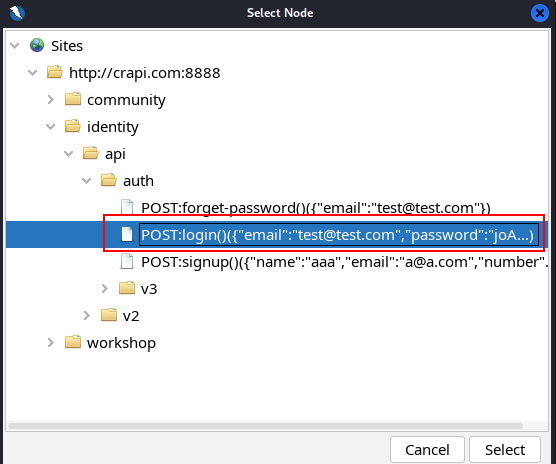 Select Node
Sites
http://crapi.com:8888
community
identity
api
auth
POST:forget-password()({"email":"test@test.com"})
POST:login()({"email":"test@test.com","password":"joA...)
POST:signup()({"name":"aaa","email":"a@a.com","number".
v3
v2
workshop
Cancel Select